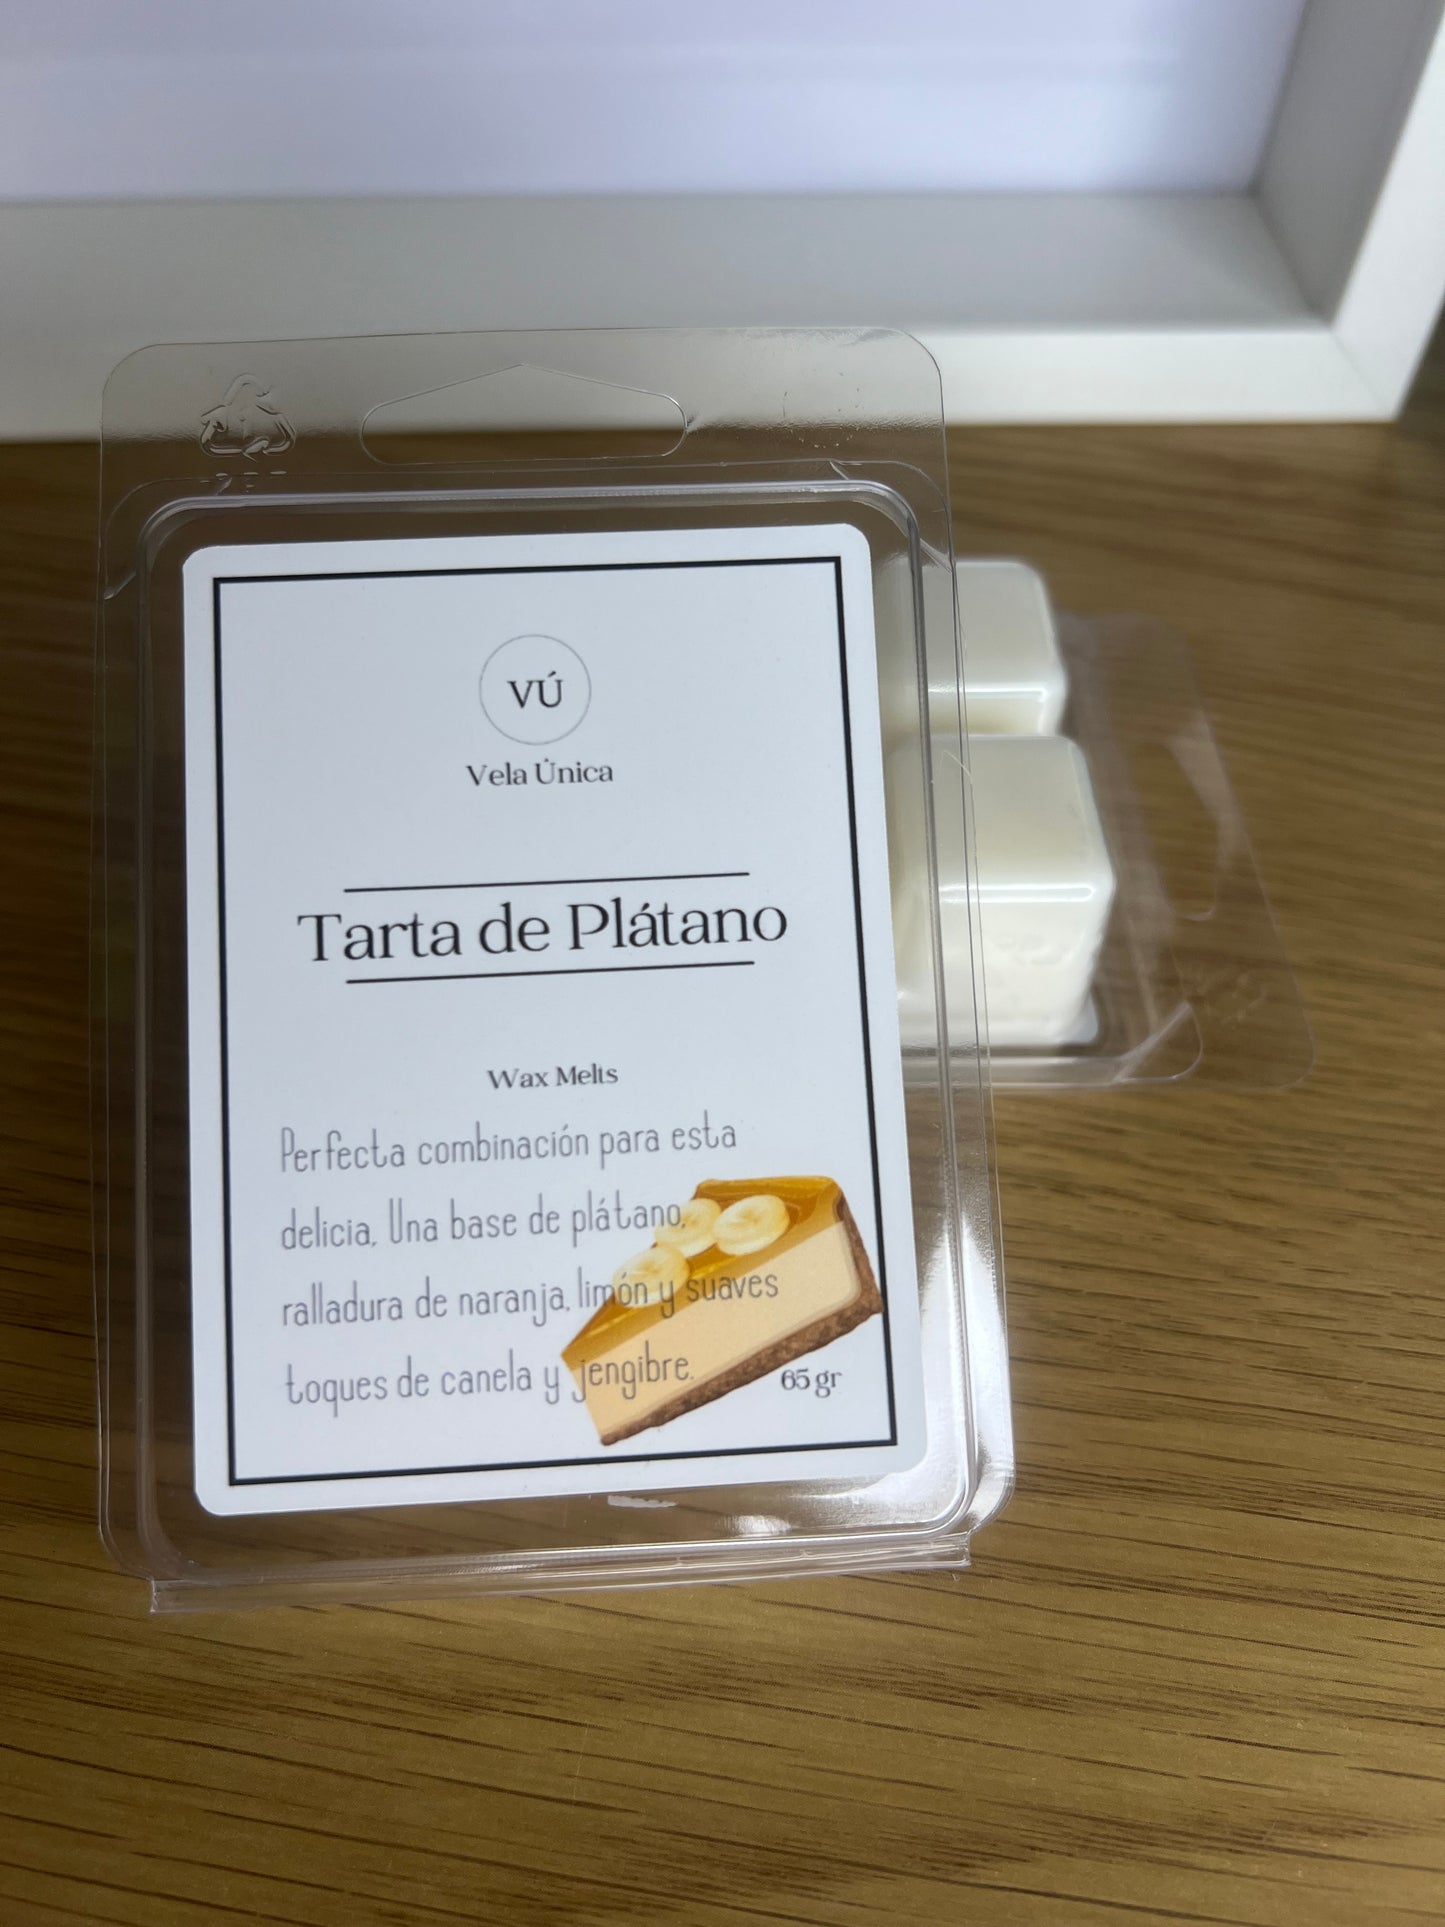 VÚ
Vela Única
Tarta de Plátano
Wax Melts
Perfecta combinación para esta
delicia. Una base de plátano,
ralladura de naranja, limón y suaves
toques de canela y jengibre.
65 gr